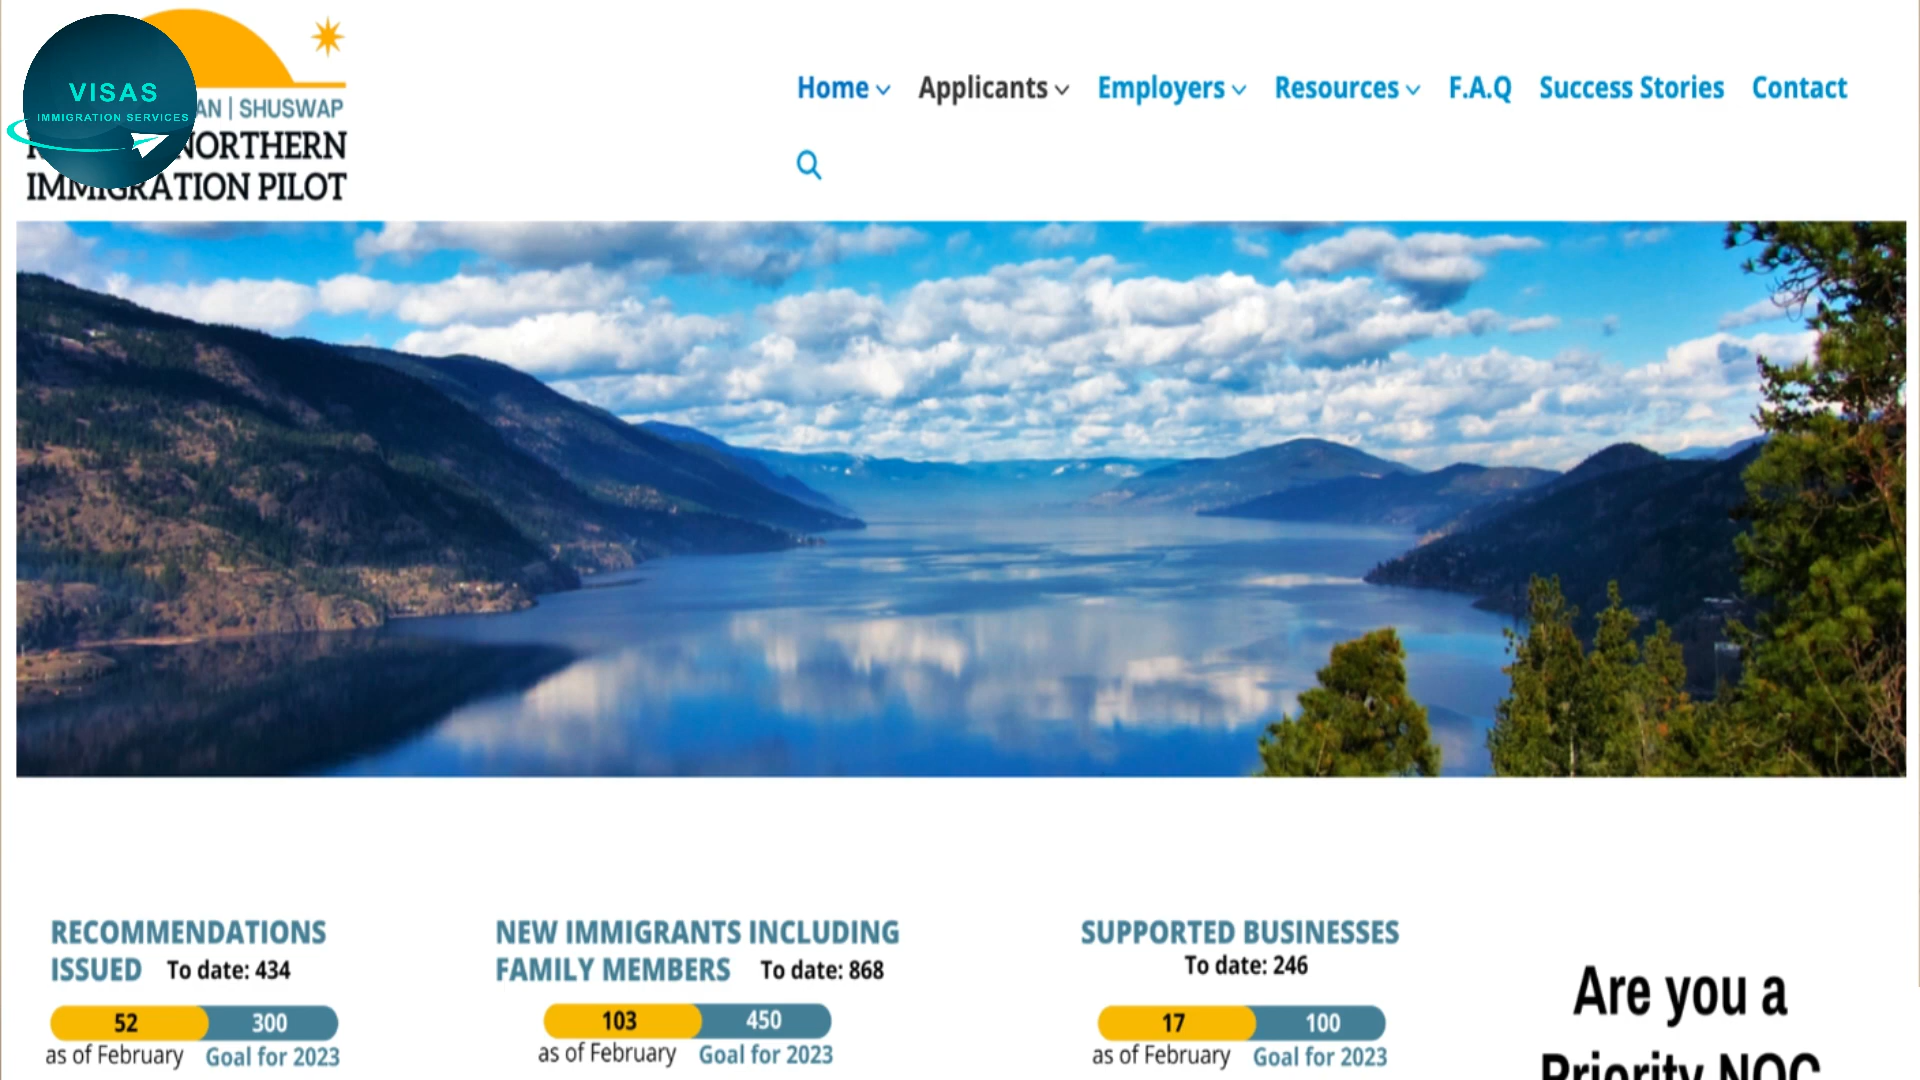 VISAS
IMMIGRATION SERVICES
AN | SHUSWAP
NORTHERN
IMMIGRATION PILOT
Home Applicants Employers Resources F.A.Q Success Stories Contact
RECOMMENDATIONS
ISSUED To date: 434
52 300
as of February Goal for 2023
NEW IMMIGRANTS INCLUDING
FAMILY MEMBERS To date: 868
103 450
as of February Goal for 2023
SUPPORTED BUSINESSES
To date: 246
17 100
as of February Goal for 2023
Are you a
Priority NOC